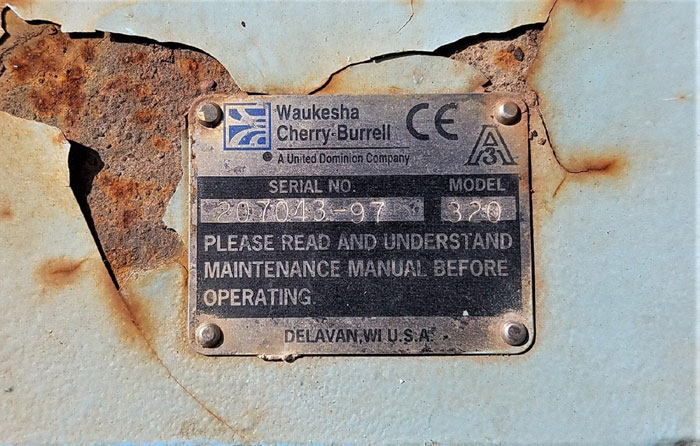 Waukesha
Cherry-Burrell
CE
3A
A United Dominion Company
SERIAL NO. MODEL
207043-97 320
PLEASE READ AND UNDERSTAND
MAINTENANCE MANUAL BEFORE
OPERATING.
DELAVAN, WI U.S.A.